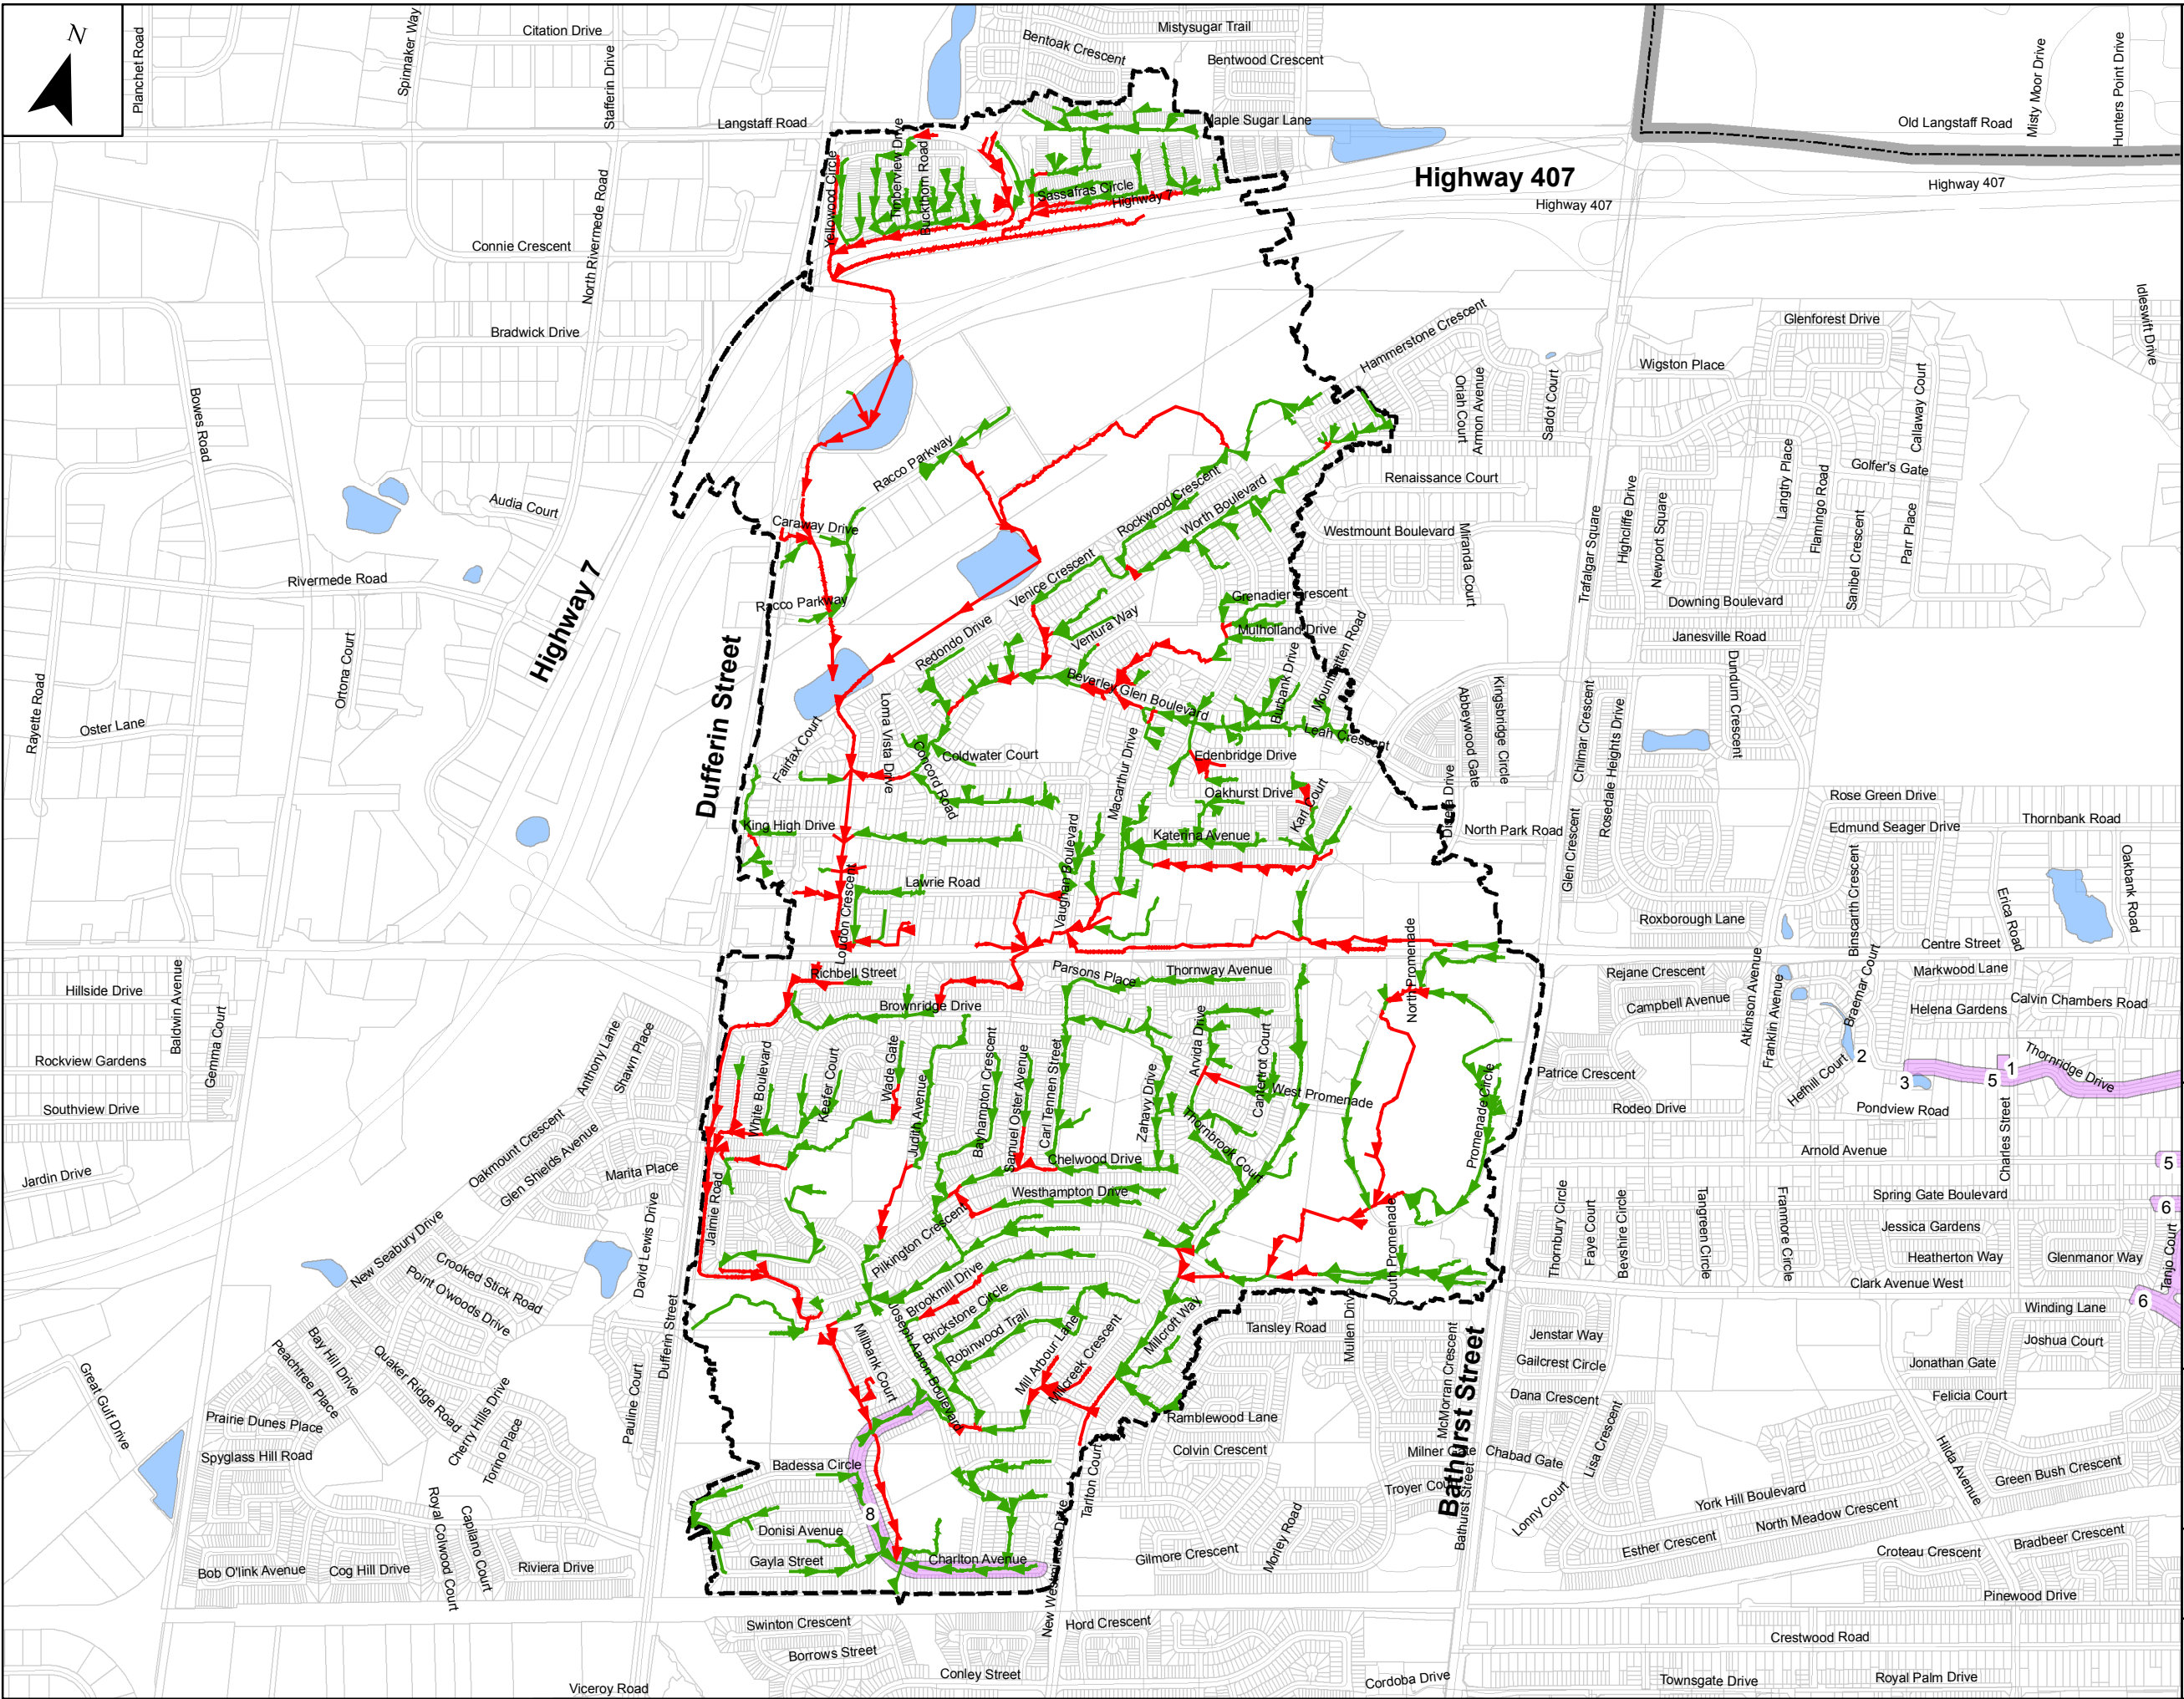 N
Planchet Road
Spinnaker Way
Citation Drive
Stafferin Drive
Langstaff Road
Mistysugar Trail
Bentoak Crescent
Bentwood Crescent
Maple Sugar Lane
Old Langstaff Road
Misty Moor Drive
Hunters Point Drive
Highway 407
Highway 407
Highway 407
Yellowood Circle
Timberview Drive
Buckthorn Road
Sassafras Circle
Highway 7
North Rivermede Road
Connie Crescent
Bradwick Drive
Bowes Road
Audia Court
Rivermede Road
Highway 7
Ortona Court
Rayette Road
Oster Lane
Dufferin Street
Racco Parkway
Caraway Drive
Racco Parkway
Hammerstone Crescent
Oriah Court
Armon Avenue
Sadot Court
Wigston Place
Glenforest Drive
Idleswift Drive
Callaway Court
Golfer's Gate
Langtry Place
Flamingo Road
Sanibel Crescent
Parr Place
Highcliffe Drive
Newport Square
Trafalgar Square
Downing Boulevard
Janesville Road
Renaissance Court
Westmount Boulevard
Miranda Court
Rockwood Crescent
Worth Boulevard
Venice Crescent
Grenadier Crescent
Mulholland Drive
Ventura Way
Redondo Drive
Beverley Glen Boulevard
Burbank Drive
Mountbatten Road
Leah Crescent
Edenbridge Drive
Oakhurst Drive
Karl Court
Katerina Avenue
Macarthur Drive
Vaughan Boulevard
Coldwater Court
Concord Road
Loma Vista Drive
Fairfax Court
King High Drive
Lawrie Road
Loudon Crescent
Abbeywood Gate
Kingsbridge Circle
Disera Drive
North Park Road
Chilmar Crescent
Rosedale Heights Drive
Glen Crescent
Dundurn Crescent
Rose Green Drive
Edmund Seager Drive
Thornbank Road
Oakbank Road
Binscarth Crescent
Erica Road
Roxborough Lane
Centre Street
Markwood Lane
Rejane Crescent
Campbell Avenue
Atkinson Avenue
Franklin Avenue
Braemar Court
Helena Gardens
Calvin Chambers Road
Hefhill Court
2
3
5
1
Thornridge Drive
Pondview Road
Patrice Crescent
Rodeo Drive
Arnold Avenue
Charles Street
5
Spring Gate Boulevard
6
Jessica Gardens
Heatherton Way
Glenmanor Way
Tanjo Court
Clark Avenue West
6
Thornbury Circle
Faye Court
Bevshire Circle
Tangreen Circle
Franmore Circle
Winding Lane
Joshua Court
Jonathan Gate
Felicia Court
Jenstar Way
Gailcrest Circle
Dana Crescent
Lisa Crescent
Chabad Gate
Lonny Court
York Hill Boulevard
North Meadow Crescent
Esther Crescent
Hilda Avenue
Green Bush Crescent
Bradbeer Crescent
Croteau Crescent
Pinewood Drive
Crestwood Road
Townsgate Drive
Royal Palm Drive
Hillside Drive
Baldwin Avenue
Gemma Court
Rockview Gardens
Southview Drive
Jardin Drive
Anthony Lane
Shawn Place
Oakmount Crescent
Glen Shields Avenue
Marita Place
David Lewis Drive
Dufferin Street
New Seabury Drive
Crooked Stick Road
Point O'woods Drive
Bay Hill Drive
Peachtree Place
Quaker Ridge Road
Cherry Hills Drive
Torino Place
Pauline Court
Great Gulf Drive
Prairie Dunes Place
Spyglass Hill Road
Bob O'link Avenue
Cog Hill Drive
Royal Colwood Court
Capilano Court
Riviera Drive
Viceroy Road
Richbell Street
Brownridge Drive
Parsons Place
Thornway Avenue
North Promenade
White Boulevard
Keefer Court
Wade Gate
Judith Avenue
Bayhampton Crescent
Samuel Oster Avenue
Carl Tennen Street
Zahavy Drive
Arvida Drive
Cantertrot Court
West Promenade
Thornbrook Court
Promenade Circle
South Promenade
Chelwood Drive
Westhampton Drive
Pilkington Crescent
Jamie Road
Brookmill Drive
Brickstone Circle
Robinwood Trail
Joseph Aaron Boulevard
Millbank Court
Mill Arbour Lane
Millcreek Crescent
Millcroft Way
Tansley Road
Mullen Drive
McMorran Crescent
Bathurst Street
Bathurst Street
Ramblewood Lane
Colvin Crescent
Milner Gate
Troyer Court
Tarlton Court
Morley Road
Gilmore Crescent
Badessa Circle
8
Donisi Avenue
Gayla Street
Charlton Avenue
New Westminster Drive
Swinton Crescent
Borrows Street
Hord Crescent
Conley Street
Cordoba Drive